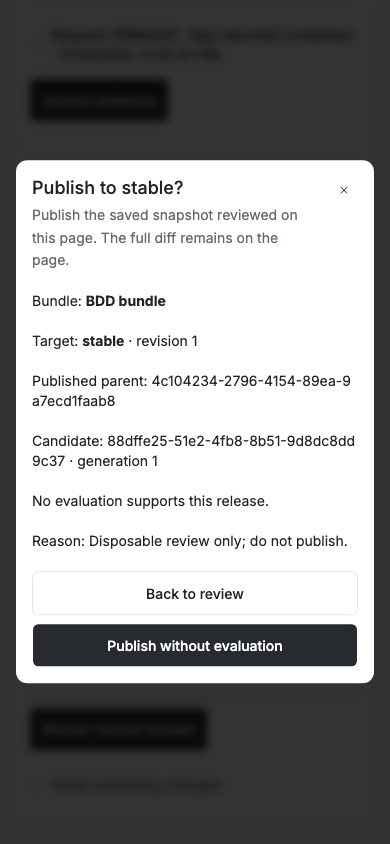 Publish to stable?
×
Publish the saved snapshot reviewed on
this page. The full diff remains on the
page.
Bundle: BDD bundle
Target: stable · revision 1
Published parent: 4c104234-2796-4154-89ea-9
a7ecd1faab8
Candidate: 88dffe25-51e2-4fb8-8b51-9d8dc8dd
9c37 · generation 1
No evaluation supports this release.
Reason: Disposable review only; do not publish.
Back to review
Publish without evaluation